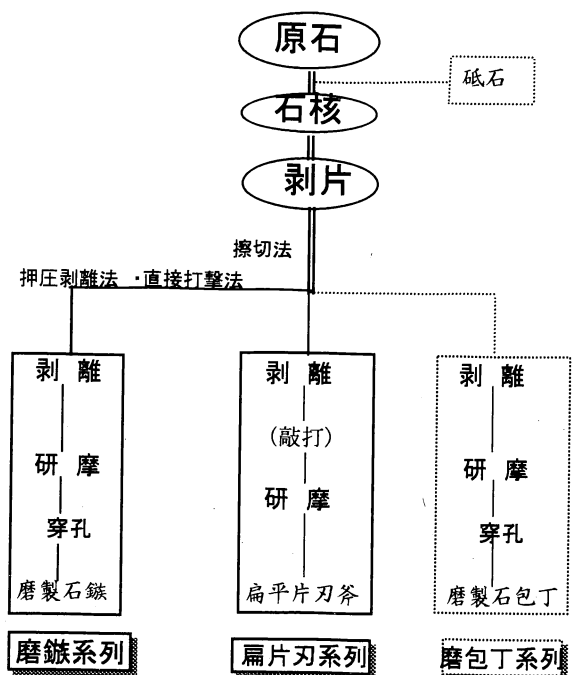 原石
砥石
石核
剥片
擦切法
押圧剥離法・直接打撃法
剥離
研摩
穿孔
磨製石鏃
磨鏃系列
剥離
(敲打)
研摩
扁平片刃斧
扁片刃系列
剥離
研摩
穿孔
磨製石包丁
磨包丁系列